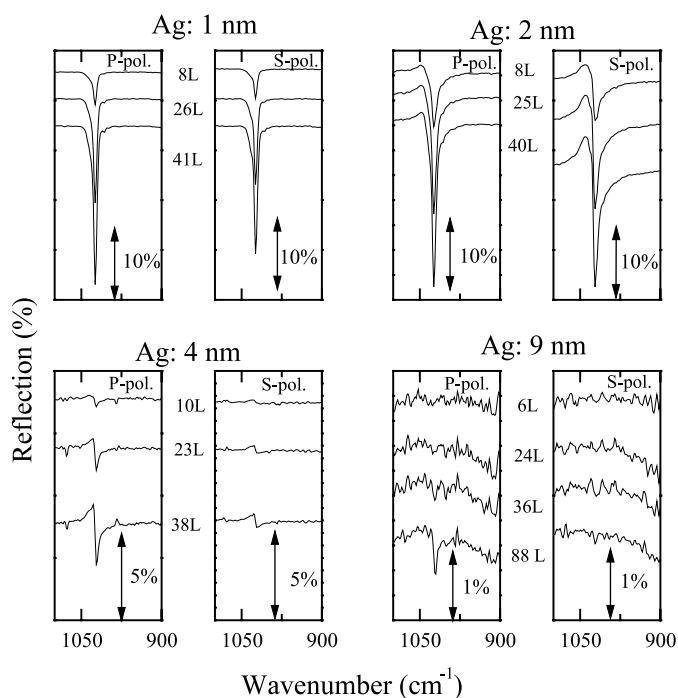 Ag: 1 nm
Ag: 2 nm
P-pol.
S-pol.
P-pol.
S-pol.
8L
8L
26L
25L
41L
40L
10%
10%
10%
10%
Ag: 4 nm
Ag: 9 nm
P-pol.
S-pol.
P-pol.
S-pol.
10L
6L
23L
24L
36L
38L
88 L
5%
5%
1%
1%
1050
900
900
1050
900
900
Reflection (%)
Wavenumber (cm⁻¹)